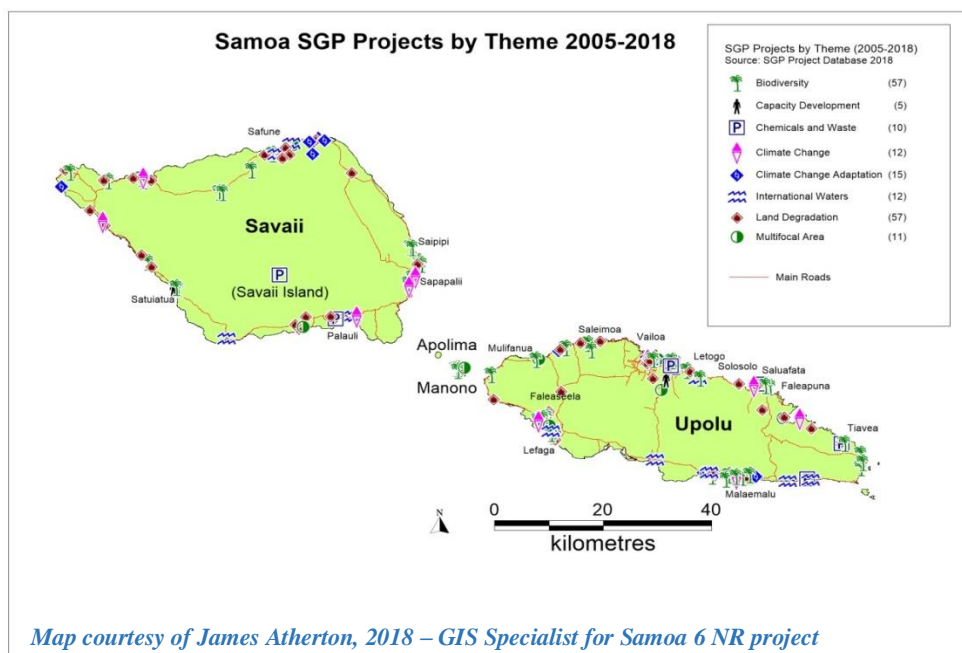 Samoa SGP Projects by Theme 2005-2018
SGP Projects by Theme (2005-2018)
Source: SGP Project Database 2018
Biodiversity (57)
Capacity Development (5)
P Chemicals and Waste (10)
Climate Change (12)
Climate Change Adaptation (15)
International Waters (12)
Land Degradation (57)
Multifocal Area (11)
Main Roads
Safune
Savaii
Saipipi
P
Sapapalii
(Savaii Island)
Satuiatua
Palauli
Apolima
Manono
Mulifanua
Saleimoa
Vailoa
Letogo
P
Solosolo
Saluafata
Faleapuna
Faleaseela
Upolu
Tiavea
Lefaga
Malaemalu
N
0 20 40
kilometres
Map courtesy of James Atherton, 2018 – GIS Specialist for Samoa 6 NR project